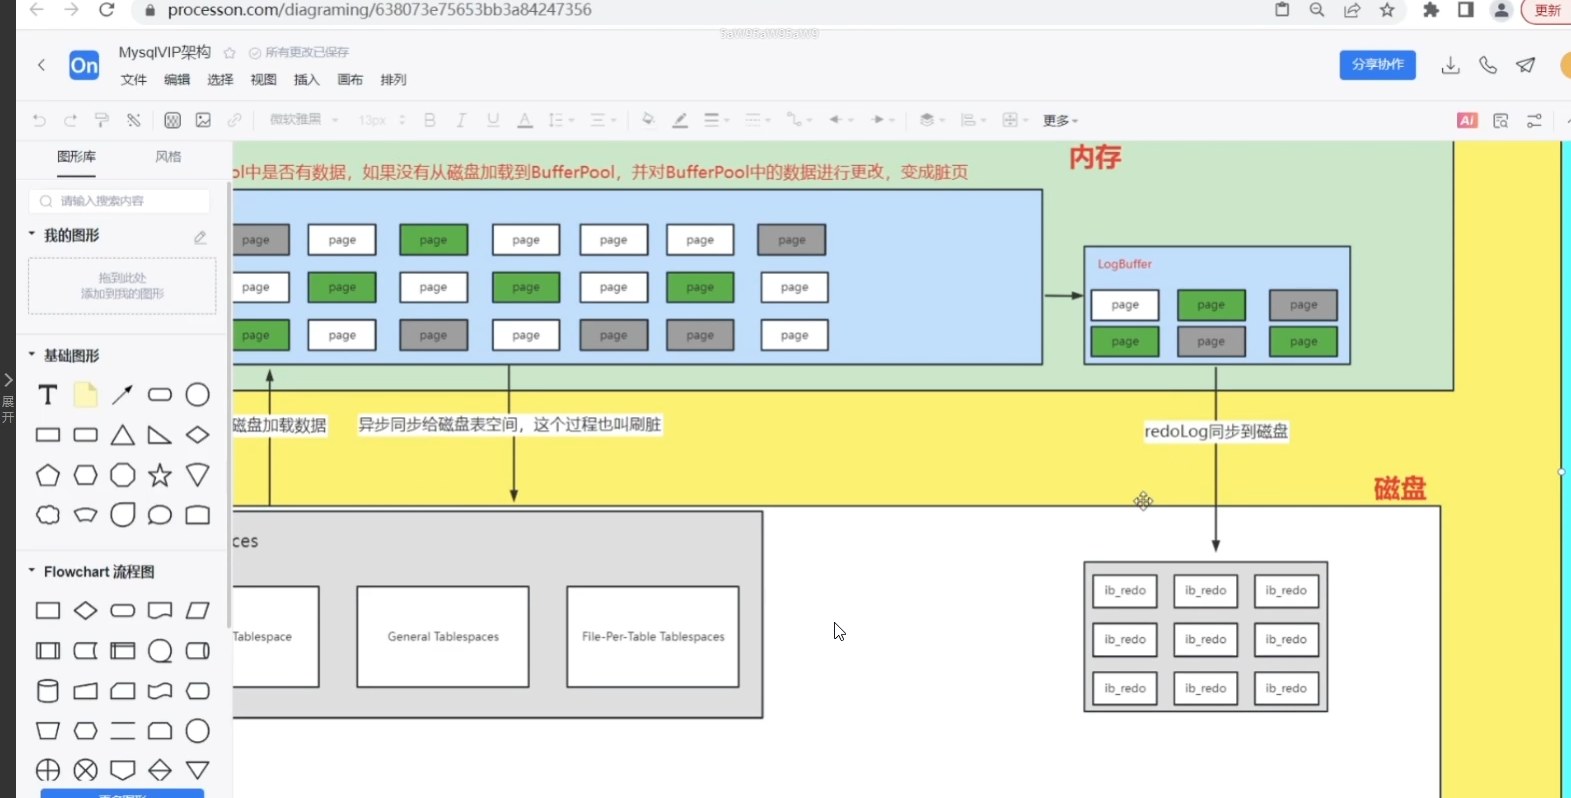 processon.com/diagraming/638073e75653bb3a84247356
更新
5aW95aW95aW9
On
MysqlVIP架构
所有更改已保存
文件 编辑 选择 视图 插入 画布 排列
分享协作
微软雅黑 13px B I U A 更多
AI
图形库 风格
请输入搜索内容
我的图形
拖到此处
添加到我的图形
基础图形
T
Flowchart 流程图
展开
ol中是否有数据，如果没有从磁盘加载到BufferPool，并对BufferPool中的数据进行更改，变成脏页
内存
page page page page page page page
page page page page page page page
page page page page page page page
LogBuffer
page page page
page page page
磁盘加载数据
异步同步给磁盘表空间，这个过程也叫刷脏
redoLog同步到磁盘
磁盘
ces
Tablespace
General Tablespaces
File-Per-Table Tablespaces
ib_redo ib_redo ib_redo
ib_redo ib_redo ib_redo
ib_redo ib_redo ib_redo